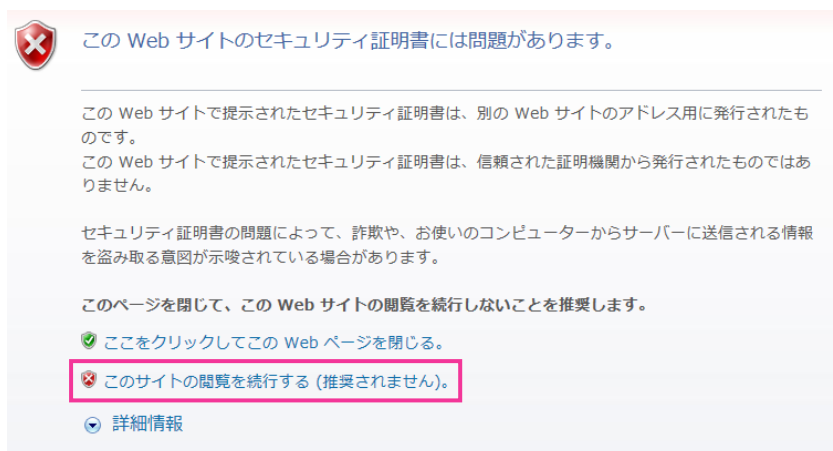 この Web サイトのセキュリティ証明書には問題があります。
この Web サイトで提示されたセキュリティ証明書は、別の Web サイトのアドレス用に発行されたも
のです。
この Web サイトで提示されたセキュリティ証明書は、信頼された証明機関から発行されたものではあ
りません。
セキュリティ証明書の問題によって、詐欺や、お使いのコンピューターからサーバーに送信される情報
を盗み取る意図が示唆されている場合があります。
このページを閉じて、この Web サイトの閲覧を続行しないことを推奨します。
ここをクリックしてこの Web ページを閉じる。
このサイトの閲覧を続行する (推奨されません)。
詳細情報